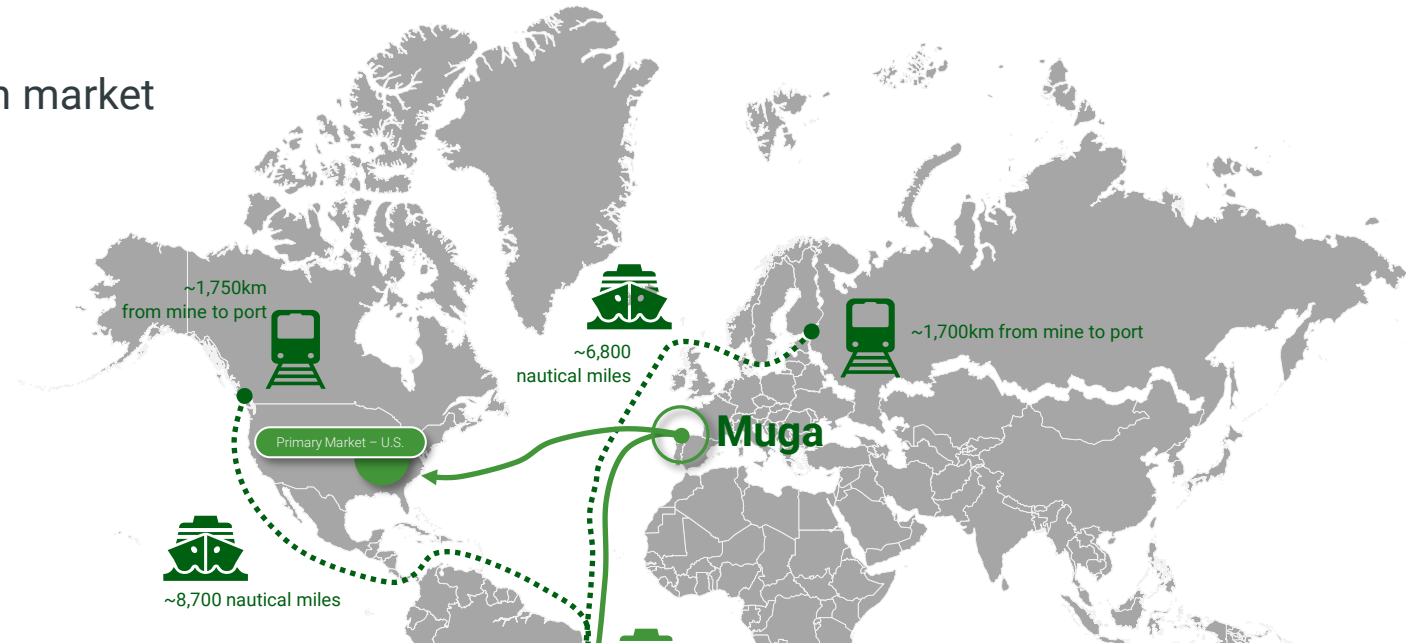 market
~1,750km
from mine to port
~1,700km from mine to port
~6,800
nautical miles
Muga
Primary Market – U.S.
~8,700 nautical miles